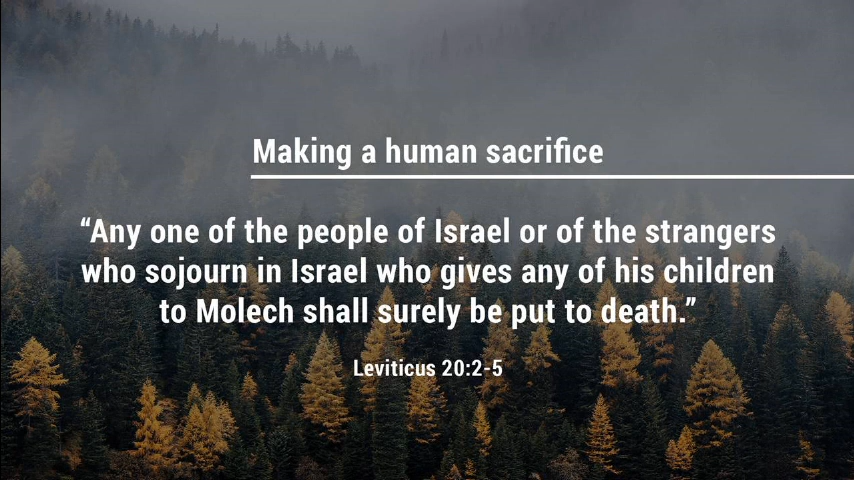 Making a human sacrifice
“Any one of the people of Israel or of the strangers
who sojourn in Israel who gives any of his children
to Molech shall surely be put to death.”
Leviticus 20:2-5